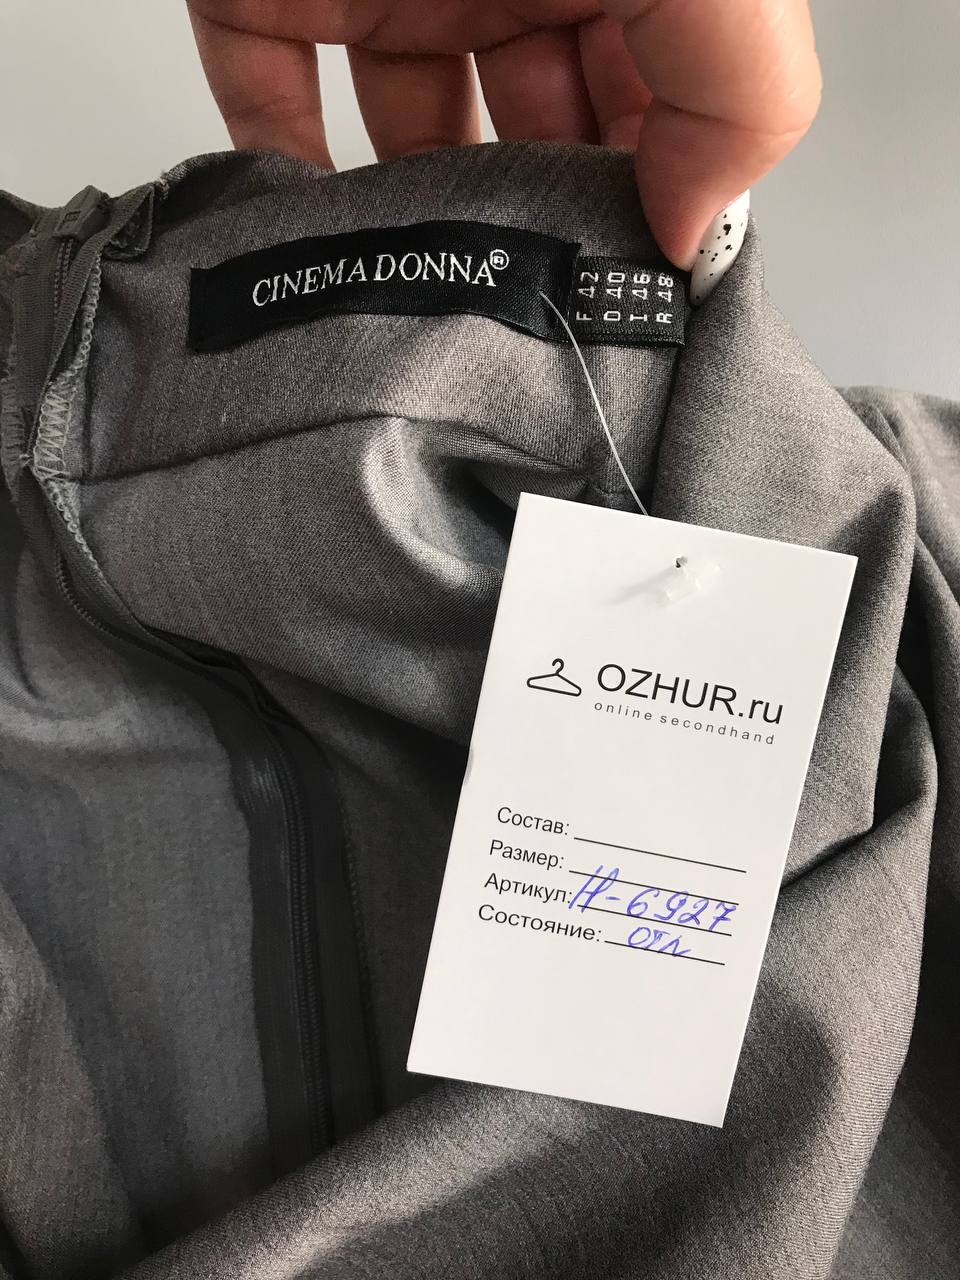 CINEMA DONNA®
F 42
D 40
I 46
R 48
OZHUR.ru
online secondhand
Состав:
Размер:
Артикул: Н-6927
Состояние: отл